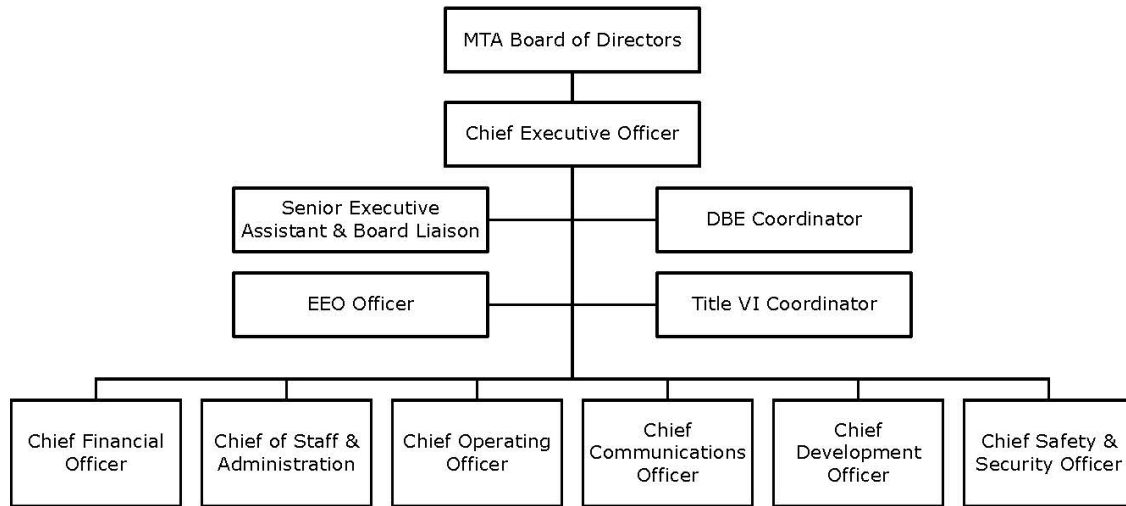 MTA Board of Directors
Chief Executive Officer
Senior Executive
Assistant & Board Liaison
DBE Coordinator
EEO Officer
Title VI Coordinator
Chief Financial
Officer
Chief of Staff &
Administration
Chief Operating
Officer
Chief
Communications
Officer
Chief
Development
Officer
Chief Safety &
Security Officer